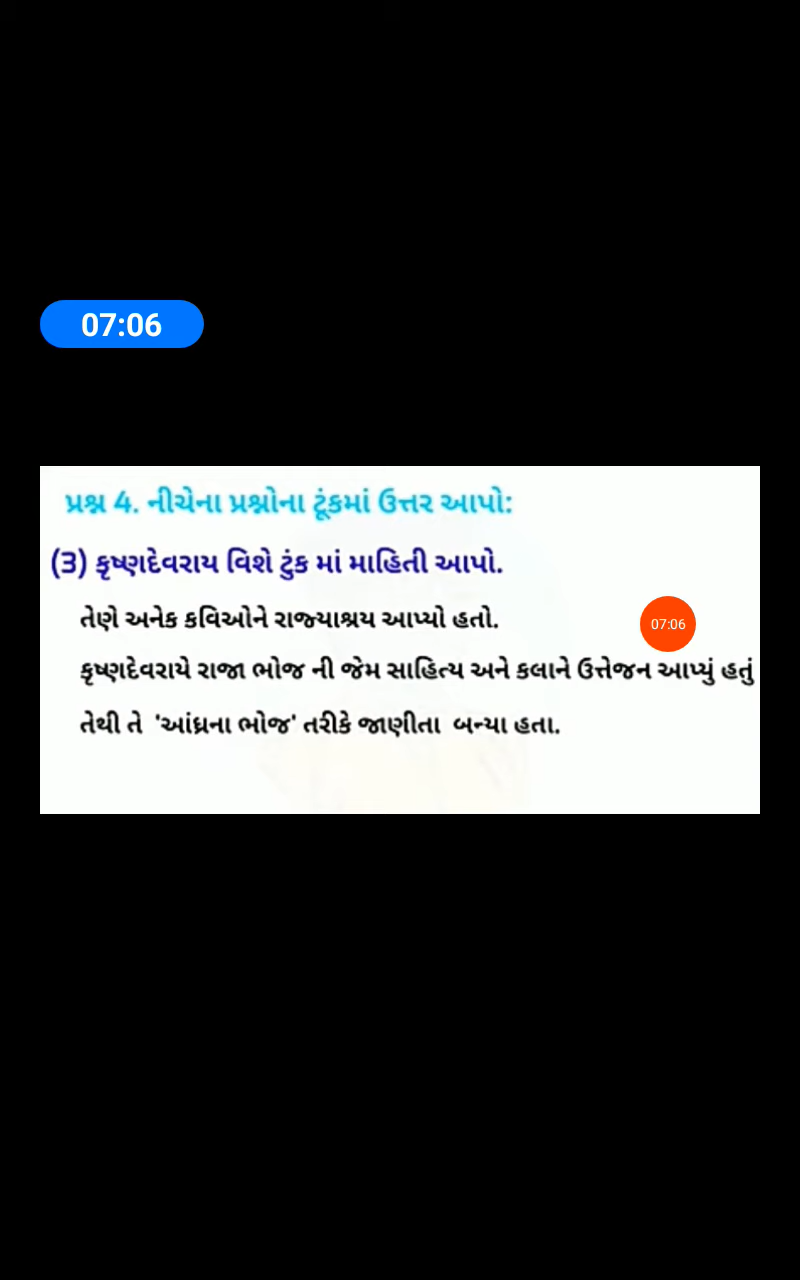 07:06
પ્રશ્ન 4. નીચેના પ્રશ્નોના ટૂંકમાં ઉત્તર આપો:
(૩) કૃષ્ણદેવરાય વિશે ટુંક માં માહિતી આપો.
તેણે અનેક કવિઓને રાજ્યાશ્રય આપ્યો હતો.
07:06
કૃષ્ણદેવરાયે રાજા ભોજ ની જેમ સાહિત્ય અને કલાને ઉત્તેજન આપ્યું હતું
તેથી તે 'આંધ્રના ભોજ' તરીકે જાણીતા બન્યા હતા.